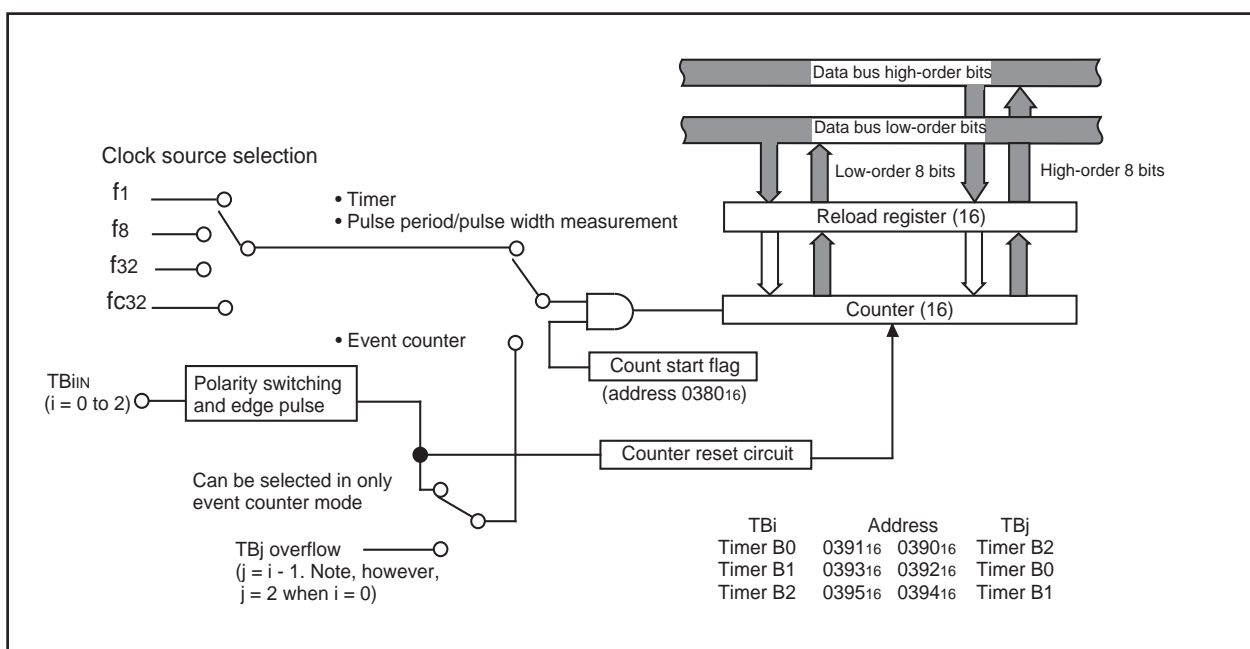 Data bus high-order bits
Data bus low-order bits
Low-order 8 bits
High-order 8 bits
Reload register (16)
Counter (16)
Clock source selection
f1
f8
f32
fC32
• Timer
• Pulse period/pulse width measurement
• Event counter
Count start flag
(address 038016)
TBiIN
(i = 0 to 2)
Polarity switching
and edge pulse
Counter reset circuit
Can be selected in only
event counter mode
TBj overflow
(j = i - 1. Note, however,
j = 2 when i = 0)
TBi Address TBj
Timer B0 039116 039016 Timer B2
Timer B1 039316 039216 Timer B0
Timer B2 039516 039416 Timer B1